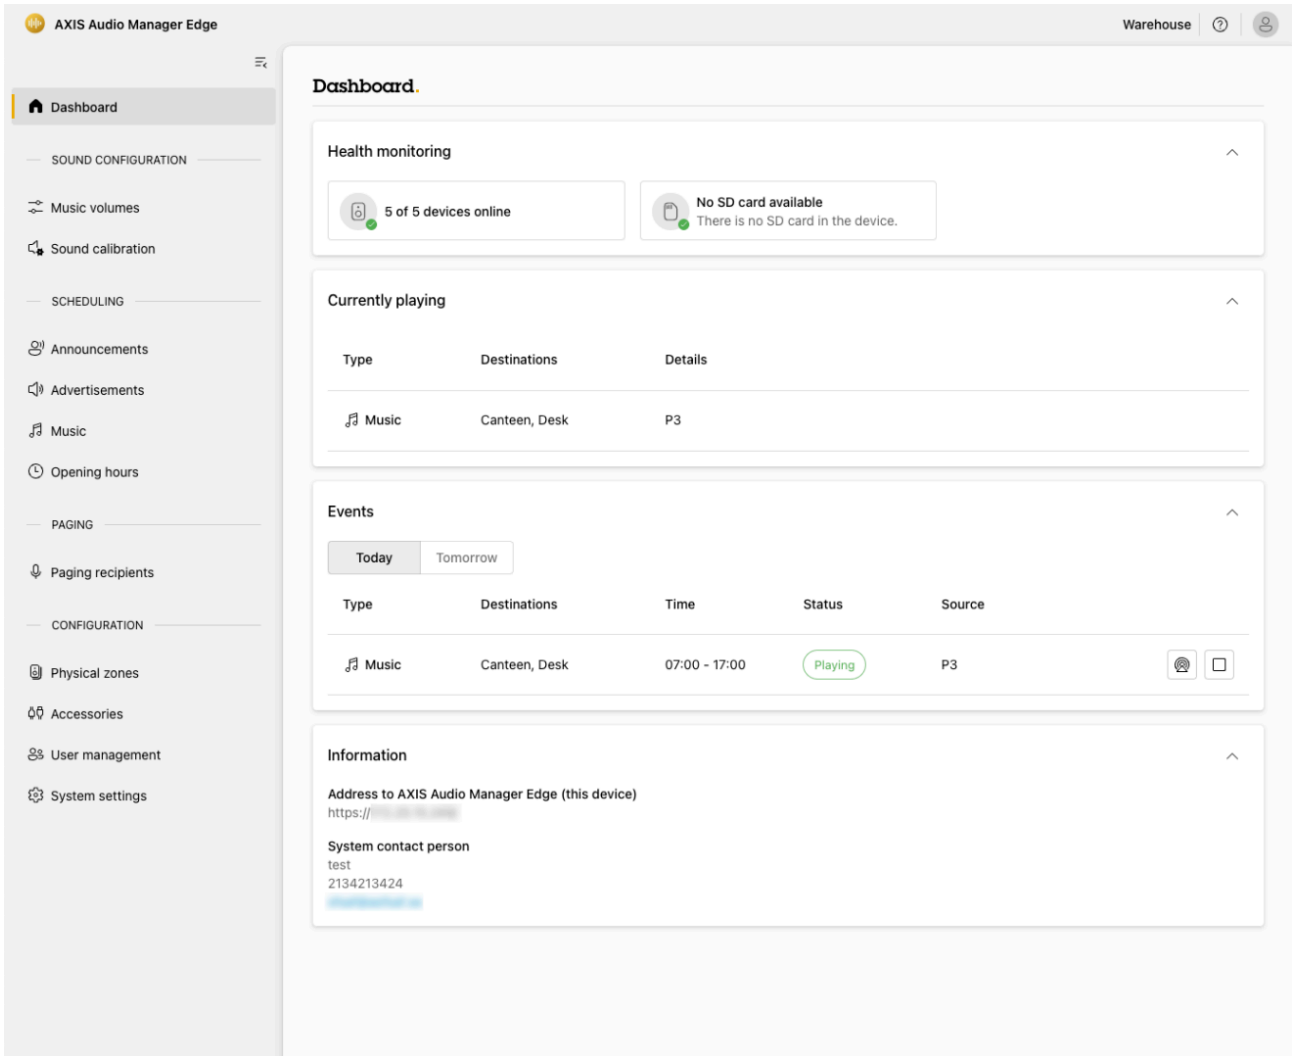 AXIS Audio Manager Edge
Warehouse
Dashboard
SOUND CONFIGURATION
Music volumes
Sound calibration
SCHEDULING
Announcements
Advertisements
Music
Opening hours
PAGING
Paging recipients
CONFIGURATION
Physical zones
Accessories
User management
System settings
Dashboard.
Health monitoring
5 of 5 devices online
No SD card available
There is no SD card in the device.
Currently playing
Type Destinations Details
Music Canteen, Desk P3
Events
Today Tomorrow
Type Destinations Time Status Source
Music Canteen, Desk 07:00 - 17:00 Playing P3
Information
Address to AXIS Audio Manager Edge (this device)
https://
System contact person
test
2134213424